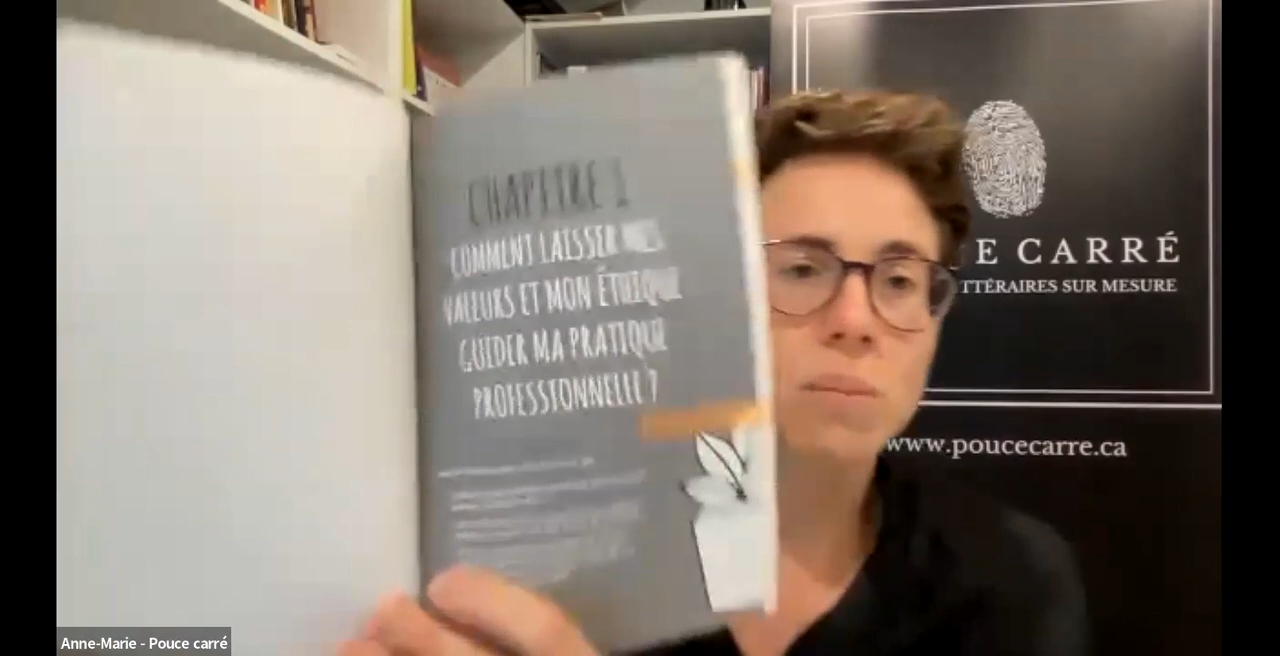 CHAPITRE 1
COMMENT LAISSER MES
VALEURS ET MON ÉTHIQUE
GUIDER MA PRATIQUE
PROFESSIONNELLE ?
E CARRÉ
TTÉRAIRES SUR MESURE
www.poucecarre.ca
Anne-Marie - Pouce carré